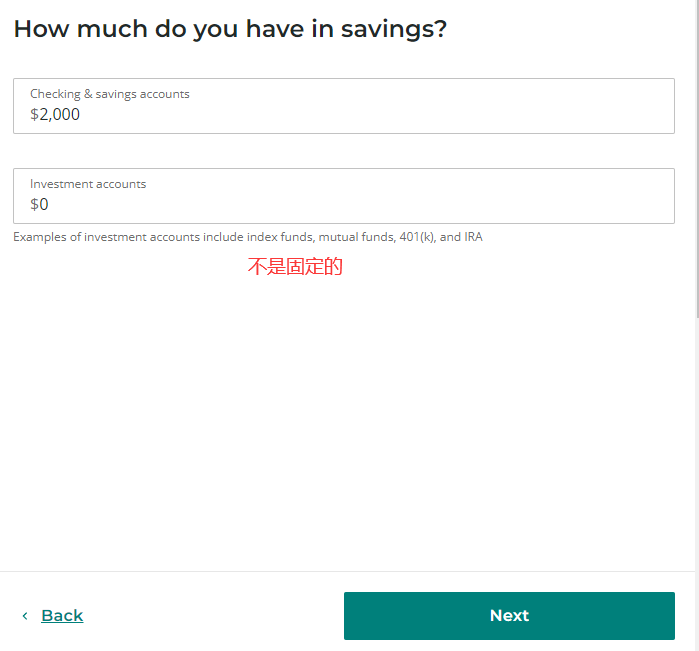 How much do you have in savings?
Checking & savings accounts
$2,000
Investment accounts
$0
Examples of investment accounts include index funds, mutual funds, 401(k), and IRA
不是固定的
‹ Back
Next